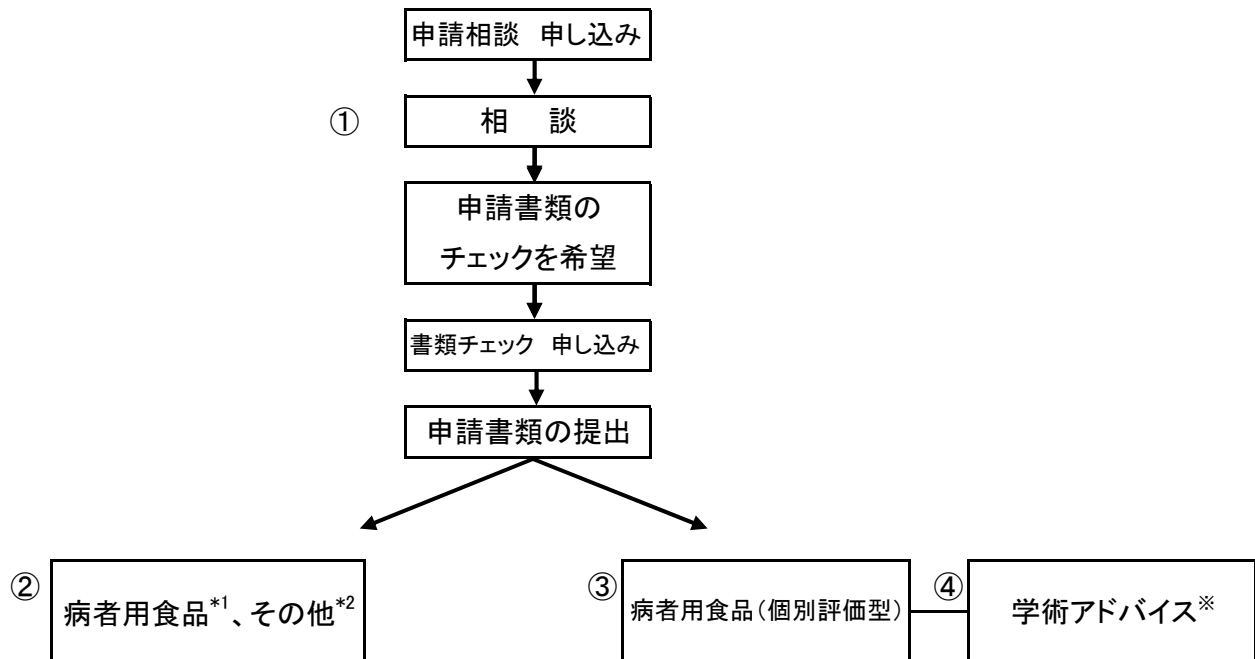 申請相談 申し込み
①
相 談
申請書類の
チェックを希望
書類チェック 申し込み
申請書類の提出
②
病者用食品*1、その他*2
③
病者用食品(個別評価型)
④
学術アドバイス※